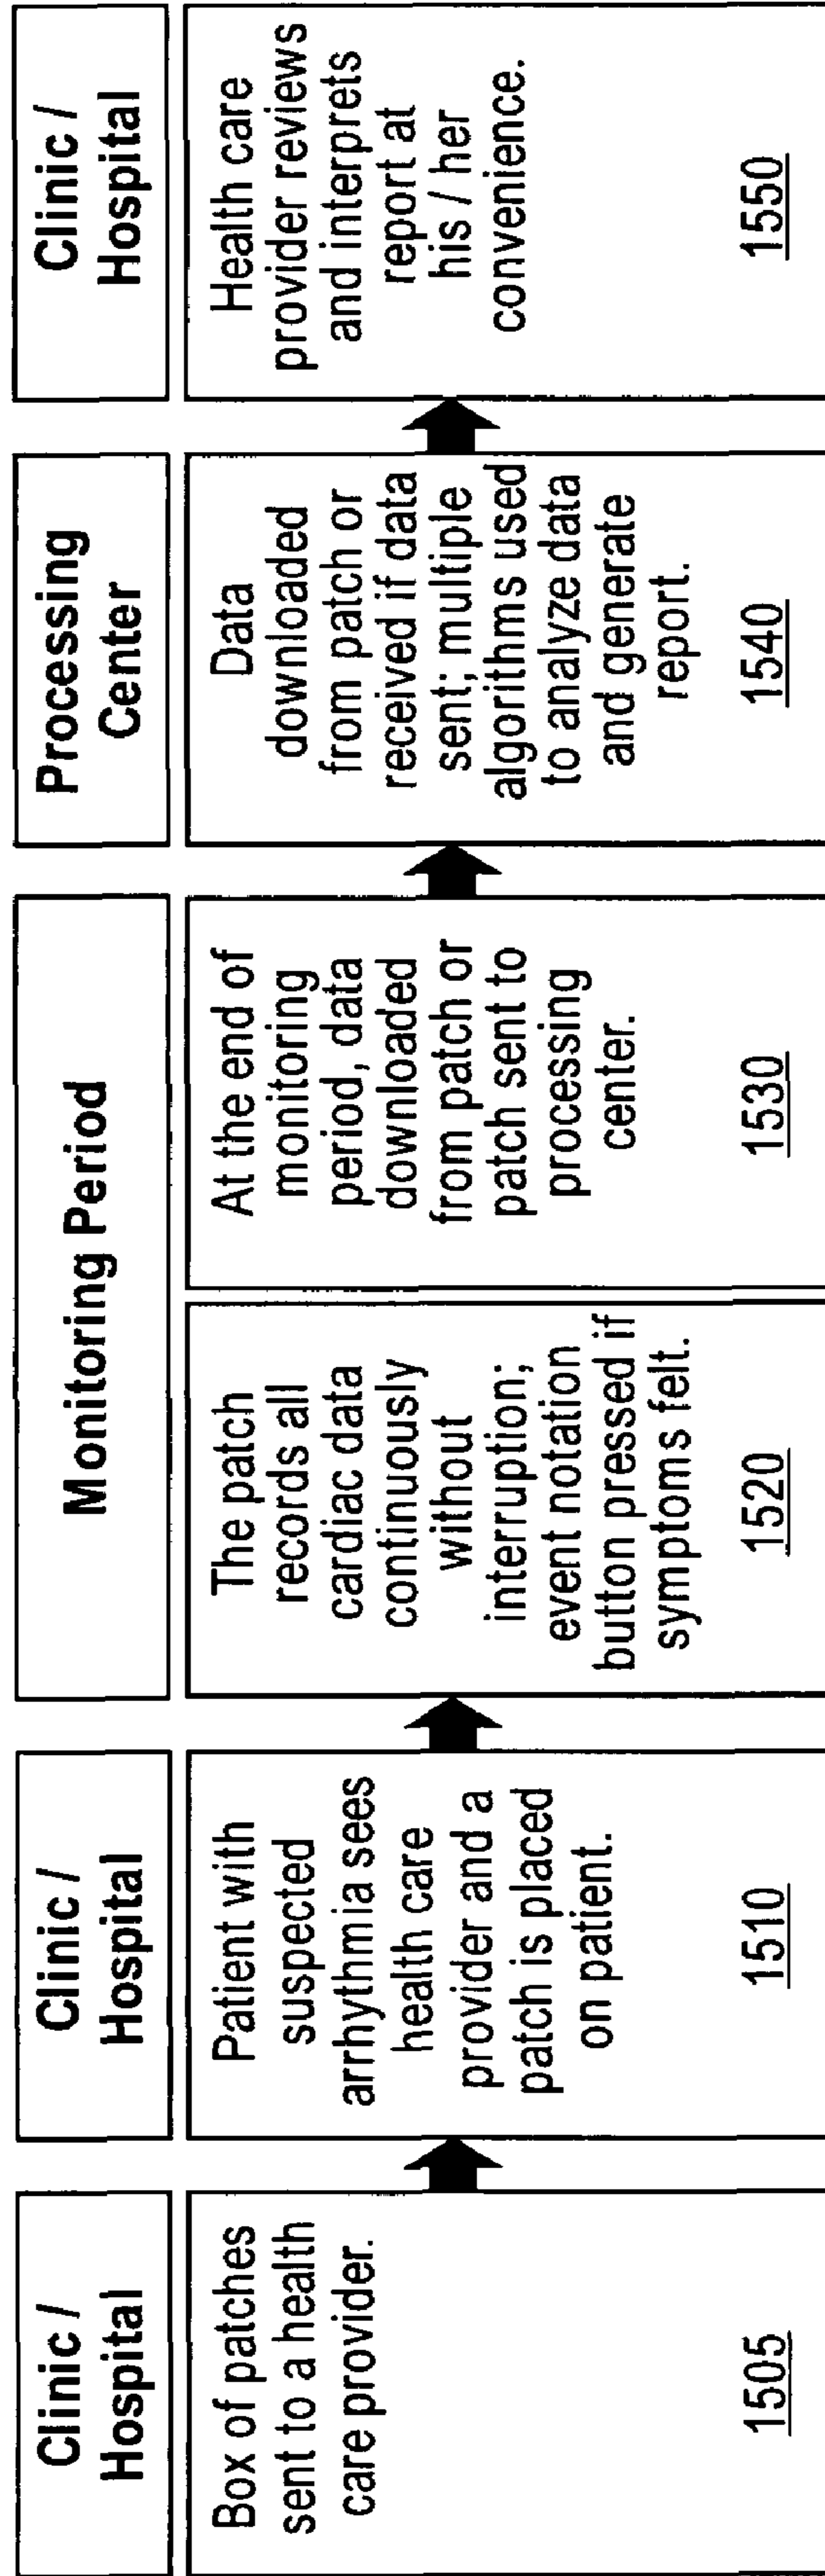 Clinic /
Hospital
Box of patches
sent to a health
care provider.
1505
Clinic /
Hospital
Patient with
suspected
arrhythmia sees
health care
provider and a
patch is placed
on patient.
1510
Monitoring Period
The patch
records all
cardiac data
continuously
without
interruption;
event notation
button pressed if
symptoms felt.
1520
At the end of
monitoring
period, data
downloaded
from patch or
patch sent to
processing
center.
1530
Processing
Center
Data
downloaded
from patch or
received if data
sent; multiple
algorithms used
to analyze data
and generate
report.
1540
Clinic /
Hospital
Health care
provider reviews
and interprets
report at
his / her
convenience.
1550